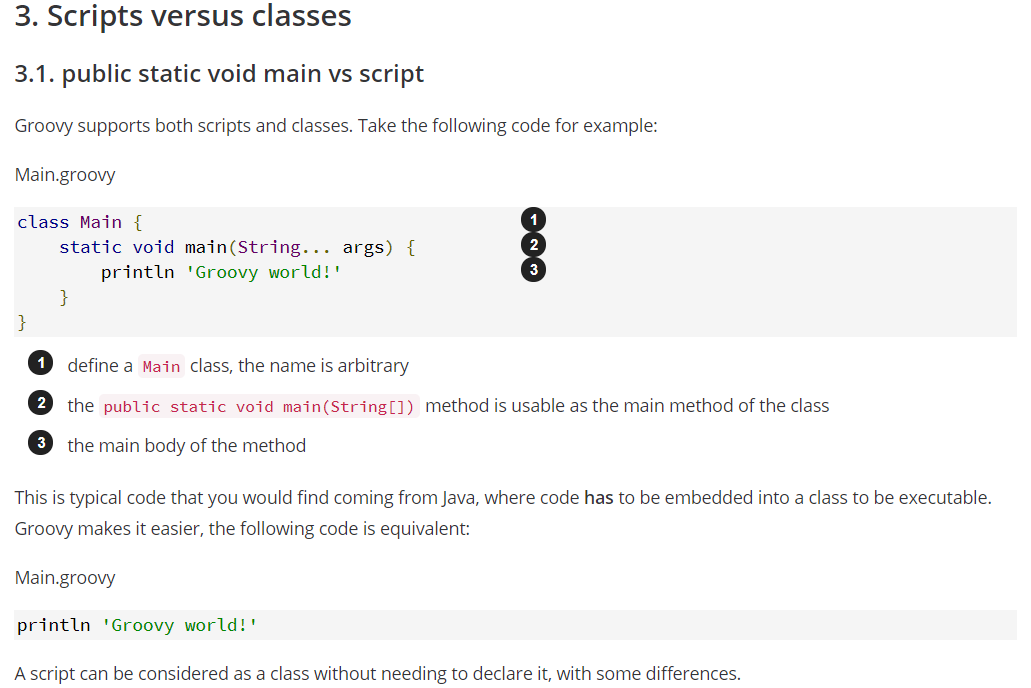 3. Scripts versus classes
3.1. public static void main vs script
Groovy supports both scripts and classes. Take the following code for example:
Main.groovy
class Main { 1
    static void main(String... args) { 2
        println 'Groovy world!' 3
    }
}
1 define a Main class, the name is arbitrary
2 the public static void main(String[]) method is usable as the main method of the class
3 the main body of the method
This is typical code that you would find coming from Java, where code has to be embedded into a class to be executable.
Groovy makes it easier, the following code is equivalent:
Main.groovy
println 'Groovy world!'
A script can be considered as a class without needing to declare it, with some differences.